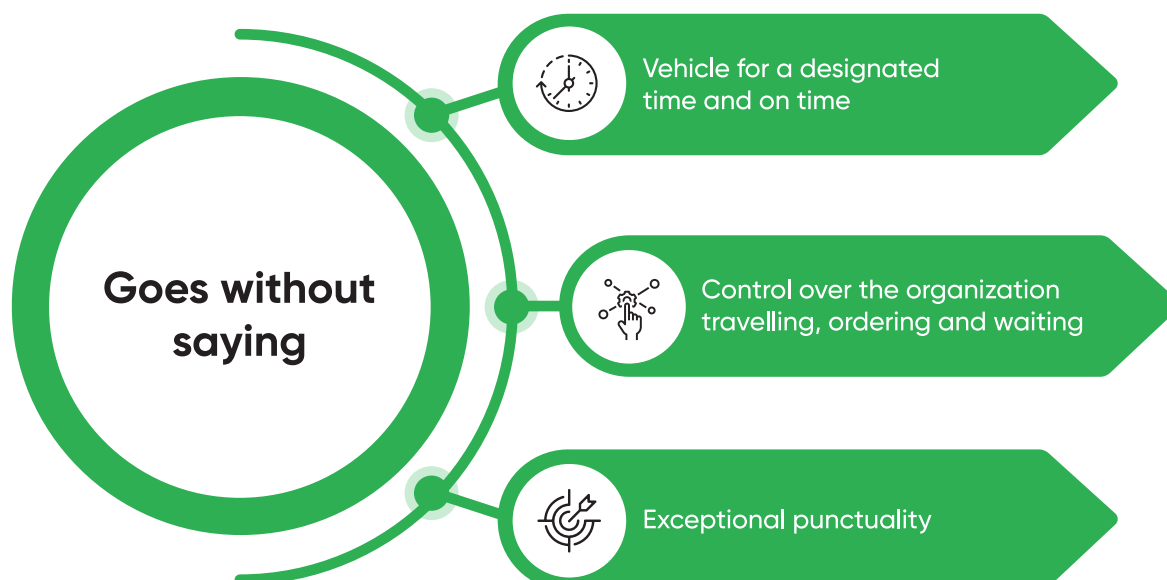 Goes without
saying
Vehicle for a designated
time and on time
Control over the organization
travelling, ordering and waiting
Exceptional punctuality